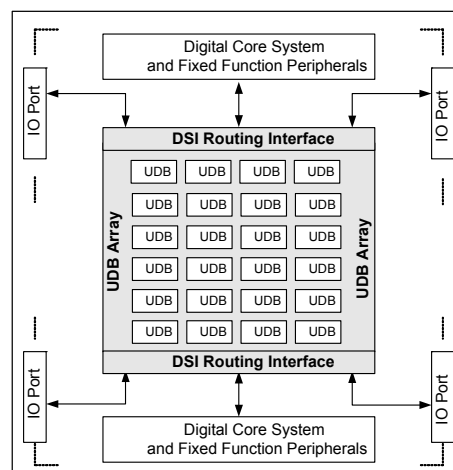 Digital Core System
and Fixed Function Peripherals
IO Port
IO Port
DSI Routing Interface
UDB Array
UDB UDB UDB UDB
UDB UDB UDB UDB
UDB UDB UDB UDB
UDB UDB UDB UDB
UDB UDB UDB UDB
UDB UDB UDB UDB
UDB Array
DSI Routing Interface
IO Port
IO Port
Digital Core System
and Fixed Function Peripherals